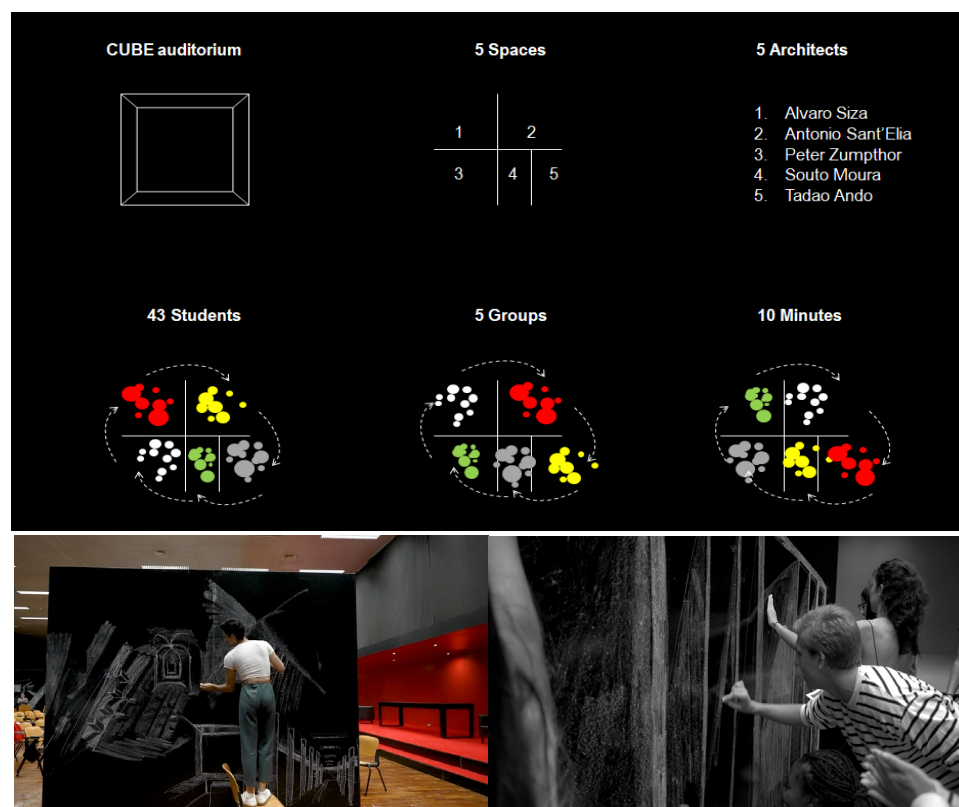 CUBE auditorium
5 Spaces
5 Architects
1 2
3 4 5
1. Alvaro Siza
2. Antonio Sant'Elia
3. Peter Zumpthor
4. Souto Moura
5. Tadao Ando
43 Students
5 Groups
10 Minutes